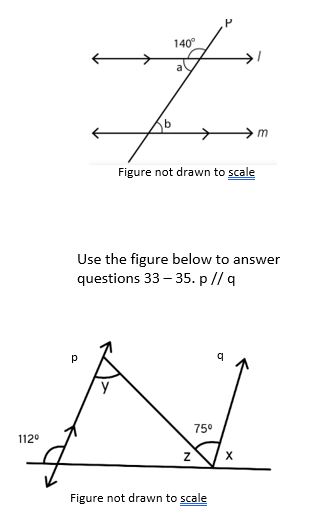 P
140°
l
a
b
m
Figure not drawn to scale
Use the figure below to answer
questions 33 – 35. p // q
p
q
y
75°
112°
z
x
Figure not drawn to scale